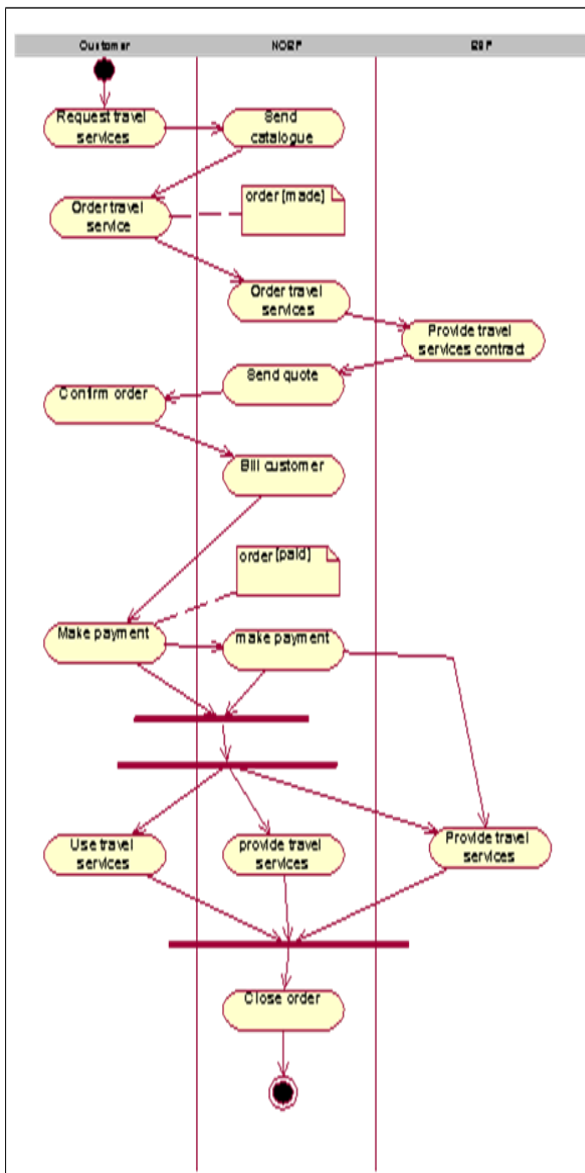 Customer
Request travel
services
Send
catalogue
Order travel
service
order [made]
Order travel
services
Provide travel
services contract
Send quote
Confirm order
Bill customer
order [paid]
Make payment
make payment
Use travel
services
provide travel
services
Provide travel
services
Close order